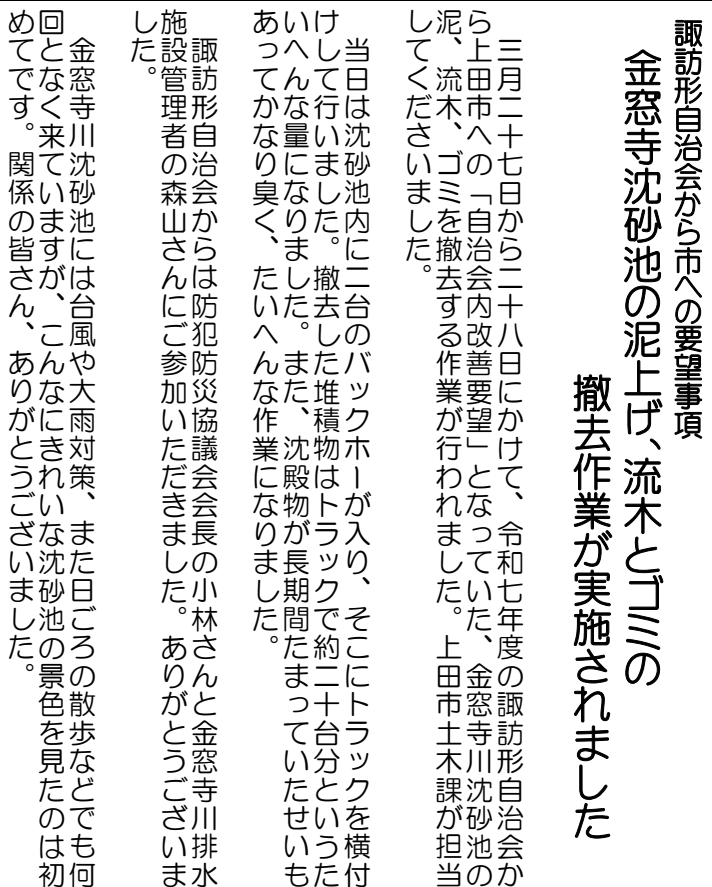 諏訪形自治会から市への要望事項
金窓寺沈砂池の泥上げ、流木とゴミの
撤去作業が実施されました
三月二十七日から二十八日にかけて、令和七年度の諏訪形自治会か
ら上田市への「自治会内改善要望」となっていた、金窓寺川沈砂池の
泥、流木、ゴミを撤去する作業が行われました。上田市土木課が担当
してくださいました。
当日は沈砂池内に二台のバックホーが入り、そこにトラックを横付
けして行いました。撤去した堆積物はトラックで約二十台分というた
いへんな量になりました。また、沈殿物が長期間たまっていたせいも
あってかなり臭く、たいへんな作業になりました。
諏訪形自治会からは防犯防災協議会会長の小林さんと金窓寺川排水
施設管理者の森山さんにご参加いただきました。ありがとうございま
した。
金窓寺川沈砂池には台風や大雨対策、また日ごろの散歩などでも何
回となく来ていますが、こんなにきれいな沈砂池の景色を見たのは初
めてです。関係の皆さん、ありがとうございました。